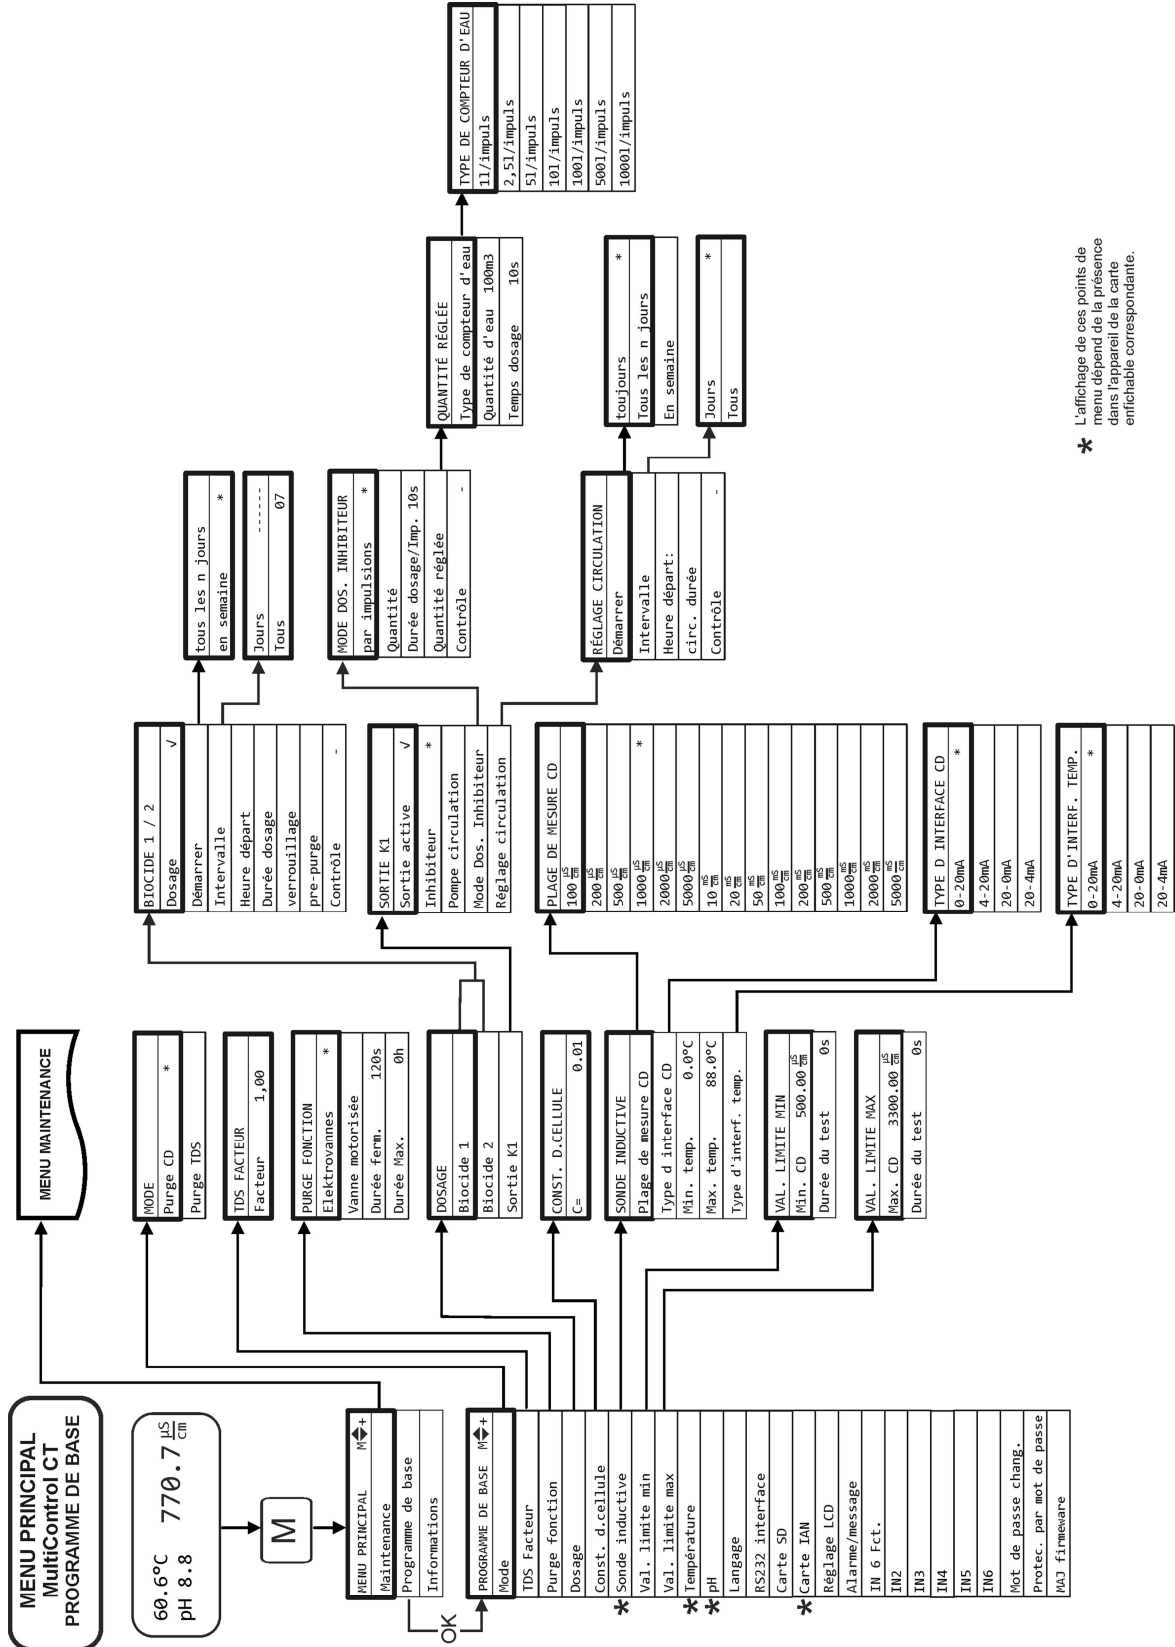 MENU PRINCIPAL
MultiControl CT
PROGRAMME DE BASE
60.6°C 770.7 µS/cm
pH 8.8
M
MENU PRINCIPAL M◆+
Maintenance
Programme de base
Informations
OK
PROGRAMME DE BASE M◆+
Mode
TDS Facteur
Purge fonction
Dosage
Const. d.cellule
* Sonde inductive
Val. limite min
Val. limite max
* Température
* pH
Langage
RS232 interface
Carte SD
* Carte IAN
Réglage LCD
Alarme/message
IN 6 Fct.
IN2
IN3
IN4
IN5
IN6
Mot de passe chang.
Protec. par mot de passe
MAJ firmeware
MENU MAINTENANCE
MODE
Purge CD *
Purge TDS
TDS FACTEUR
Facteur 1,00
PURGE FONCTION
Elektrovannes *
Vanne motorisée
Durée ferm. 120s
Durée Max. 0h
DOSAGE
Biocide 1
Biocide 2
Sortie K1
CONST. D.CELLULE
C= 0.01
SONDE INDUCTIVE
Plage de mesure CD
Type d interface CD
Min. temp. 0.0°C
Max. temp. 88.0°C
Type d'interf. temp.
VAL. LIMITE MIN
Min. CD 500.00 µS/cm
Durée du test 0s
VAL. LIMITE MAX
Max. CD 3300.00 µS/cm
Durée du test 0s
BIOCIDE 1 / 2
Dosage √
Démarrer
Intervalle
Heure départ
Durée dosage
verrouillage
pre-purge
Contrôle -
SORTIE K1
Sortie active √
Inhibiteur *
Pompe circulation
Mode Dos. Inhibiteur
Réglage circulation
PLAGE DE MESURE CD
100 µS/cm
200 µS/cm
500 µS/cm
1000 µS/cm *
2000 µS/cm
5000 µS/cm
10 mS/cm
20 mS/cm
50 mS/cm
100 mS/cm
200 mS/cm
500 mS/cm
1000 mS/cm
2000 mS/cm
5000 mS/cm
TYPE D INTERFACE CD
0-20mA *
4-20mA
20-0mA
20-4mA
TYPE D'INTERF. TEMP.
0-20mA *
4-20mA
20-0mA
20-4mA
tous les n jours
en semaine *
Jours ------
Tous 07
MODE DOS. INHIBITEUR
par impulsions *
Quantité
Durée dosage/Imp. 10s
Quantité réglée
Contrôle -
RÉGLAGE CIRCULATION
Démarrer
Intervalle
Heure départ:
circ. durée
Contrôle -
QUANTITÉ RÉGLÉE
Type de compteur d'eau
Quantité d'eau 100m3
Temps dosage 10s
toujours *
Tous les n jours
En semaine
Jours *
Tous
TYPE DE COMPTEUR D'EAU
1l/impuls
2,5l/impuls
5l/impuls
10l/impuls
100l/impuls
500l/impuls
1000l/impuls
* L'affichage de ces points de
menu dépend de la présence
dans l'appareil de la carte
enfichable correspondante.